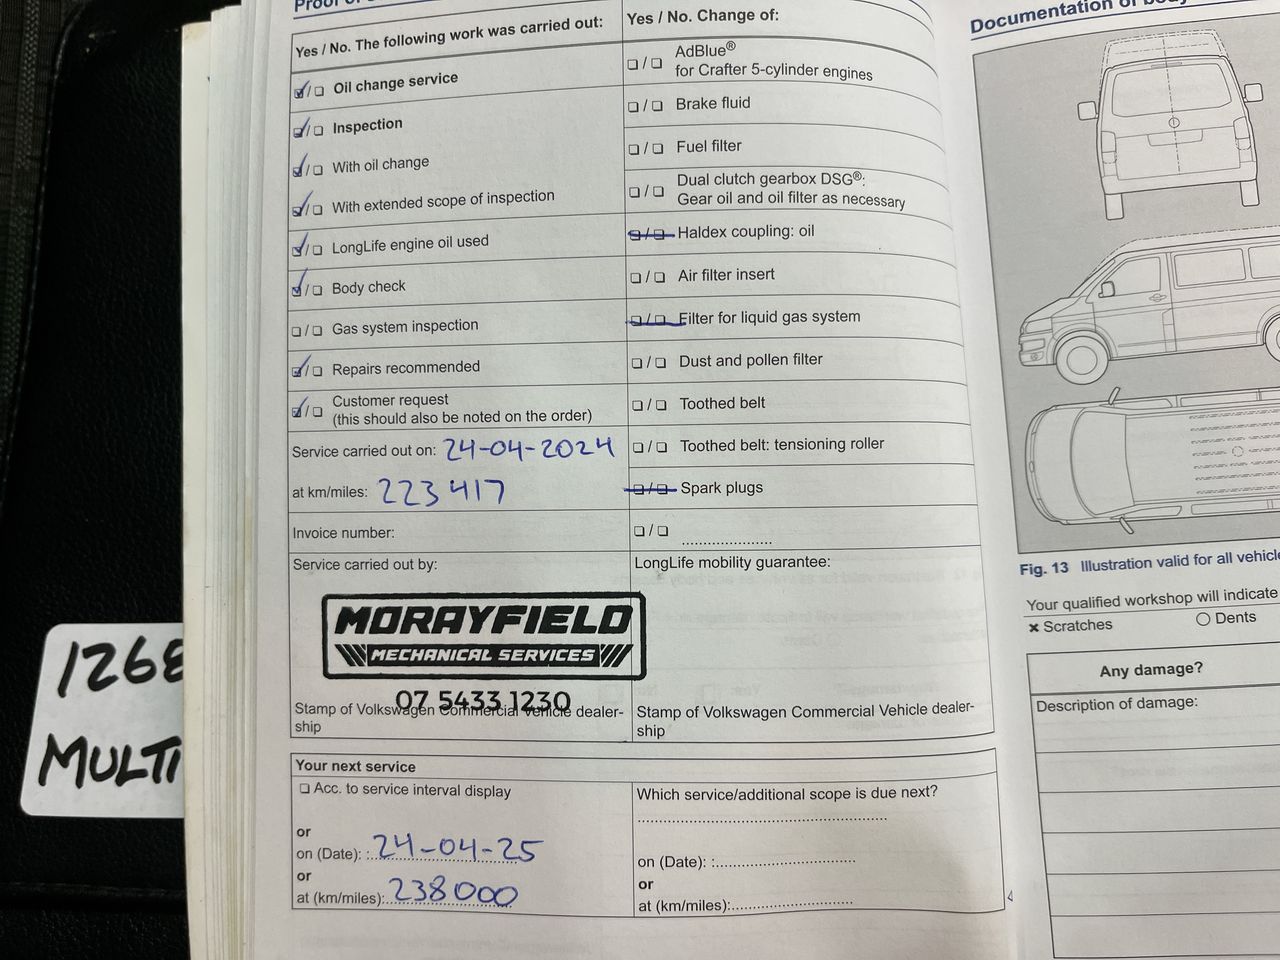 Proof of
Yes / No. The following work was carried out:
☑/❏ Oil change service
☑/❏ Inspection
☑/❏ With oil change
☑/❏ With extended scope of inspection
☑/❏ LongLife engine oil used
☑/❏ Body check
❏/❏ Gas system inspection
☑/❏ Repairs recommended
☑/❏ Customer request
(this should also be noted on the order)
Service carried out on: 24-04-2024
at km/miles: 223417
Invoice number:
Service carried out by:
MORAYFIELD
MECHANICAL SERVICES
07 5433 1230
Stamp of Volkswagen Commercial Vehicle dealer-
ship
Yes / No. Change of:
❏/❏ AdBlue®
for Crafter 5-cylinder engines
❏/❏ Brake fluid
❏/❏ Fuel filter
❏/❏ Dual clutch gearbox DSG®:
Gear oil and oil filter as necessary
❏/❏ Haldex coupling: oil
❏/❏ Air filter insert
❏/❏ Filter for liquid gas system
❏/❏ Dust and pollen filter
❏/❏ Toothed belt
❏/❏ Toothed belt: tensioning roller
❏/❏ Spark plugs
❏/❏ ......................
LongLife mobility guarantee:
Stamp of Volkswagen Commercial Vehicle dealer-
ship
Your next service
❏ Acc. to service interval display
or
on (Date): : 24-04-25
or
at (km/miles): 238000
Which service/additional scope is due next?
on (Date): :
or
at (km/miles):
Documentation of
Fig. 13 Illustration valid for all
Your qualified workshop will indicate
× Scratches
○ Dents
Any damage?
Description of damage:
126
MULTI